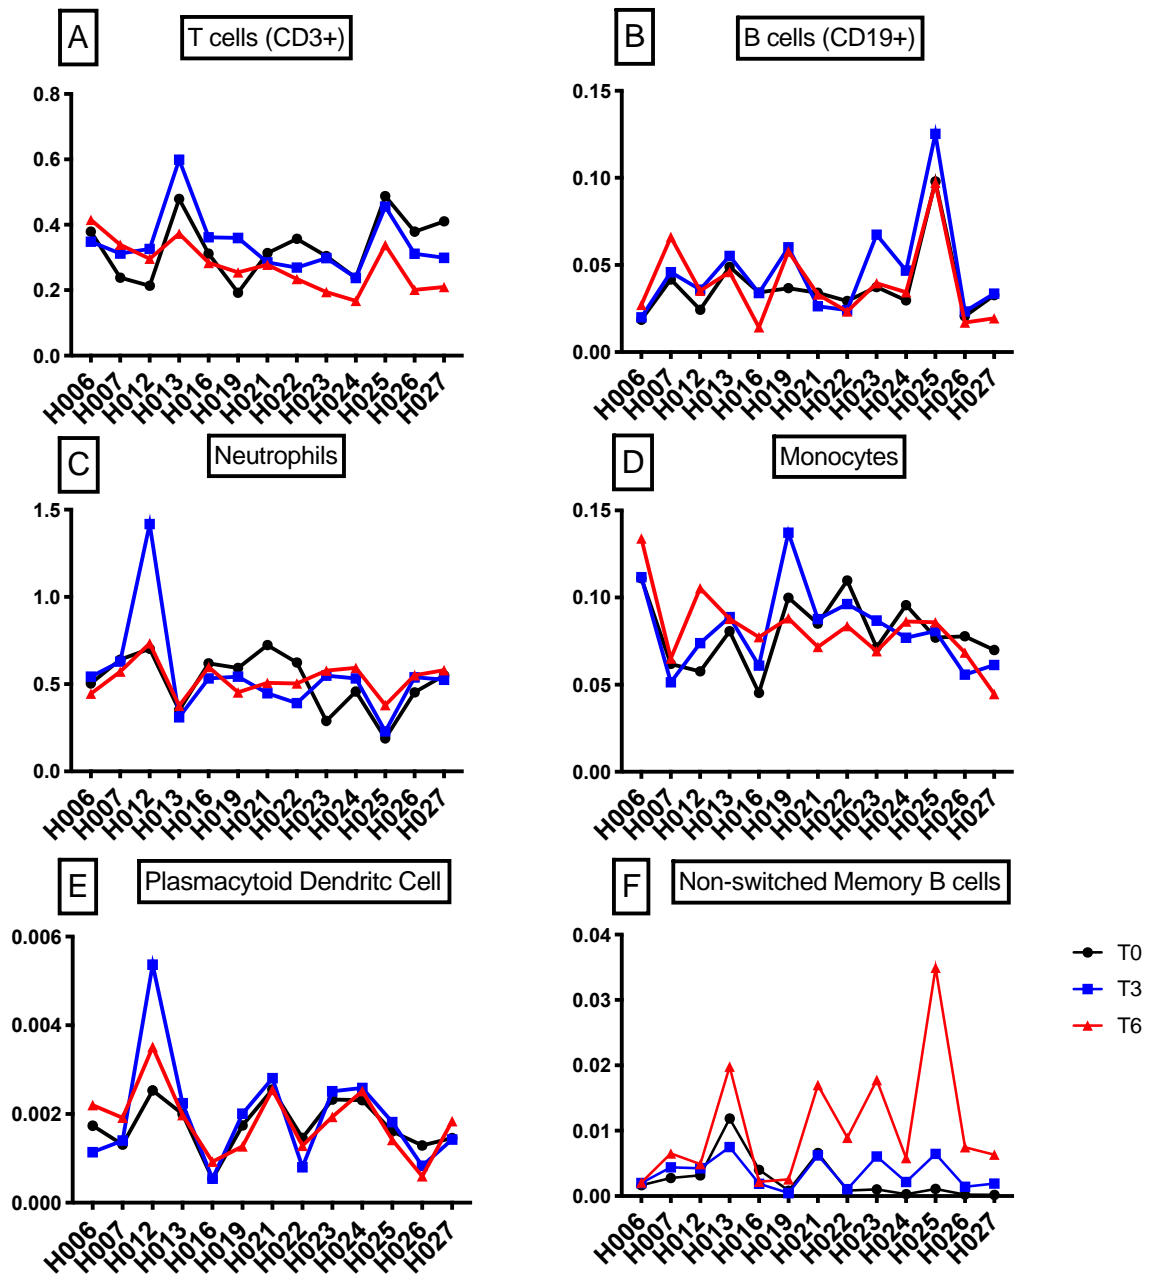 A T cells (CD3+)
B B cells (CD19+)
0.8
0.6
0.4
0.2
0.0
H006 H007 H012 H013 H016 H019 H021 H022 H023 H024 H025 H026 H027
0.15
0.10
0.05
0.00
H006 H007 H012 H013 H016 H019 H021 H022 H023 H024 H025 H026 H027
C Neutrophils
D Monocytes
1.5
1.0
0.5
0.0
H006 H007 H012 H013 H016 H019 H021 H022 H023 H024 H025 H026 H027
0.15
0.10
0.05
0.00
H006 H007 H012 H013 H016 H019 H021 H022 H023 H024 H025 H026 H027
E Plasmacytoid Dendritc Cell
F Non-switched Memory B cells
0.006
0.004
0.002
0.000
H006 H007 H012 H013 H016 H019 H021 H022 H023 H024 H025 H026 H027
0.04
0.03
0.02
0.01
0.00
H006 H007 H012 H013 H016 H019 H021 H022 H023 H024 H025 H026 H027
T0
T3
T6